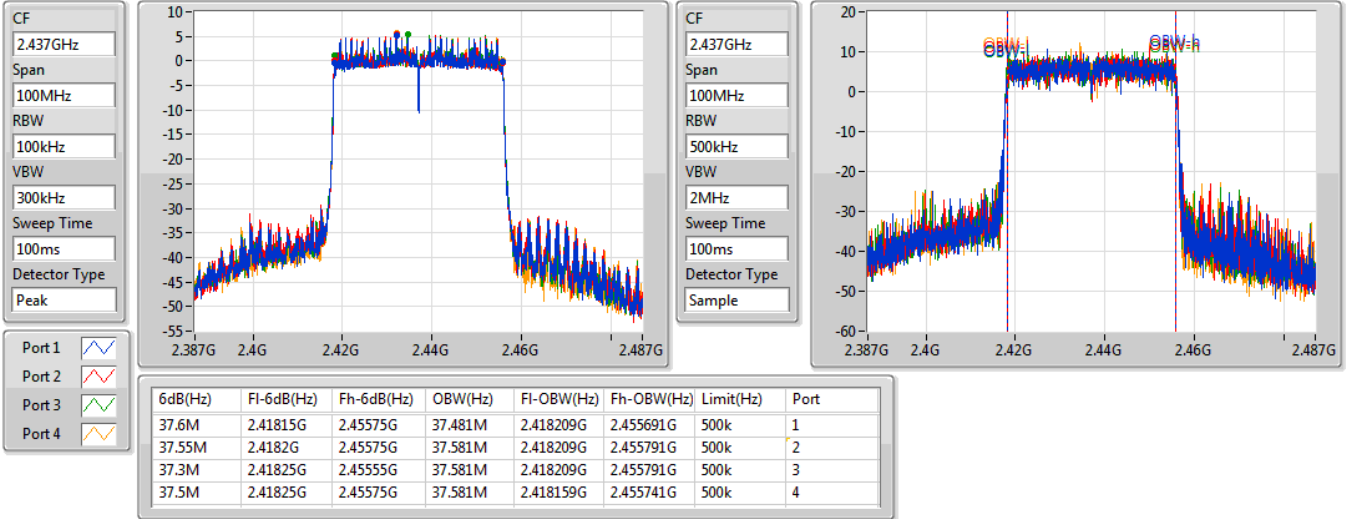 CF
2.437GHz
Span
100MHz
RBW
100kHz
VBW
300kHz
Sweep Time
100ms
Detector Type
Peak
10
5
0
-5
-10
-15
-20
-25
-30
-35
-40
-45
-50
-55
2.387G 2.4G 2.42G 2.44G 2.46G 2.487G
CF
2.437GHz
Span
100MHz
RBW
500kHz
VBW
2MHz
Sweep Time
100ms
Detector Type
Sample
20
10
0
-10
-20
-30
-40
-50
-60
OBW-l OBW-h
2.387G 2.4G 2.42G 2.44G 2.46G 2.487G
Port 1
Port 2
Port 3
Port 4
6dB(Hz) Fl-6dB(Hz) Fh-6dB(Hz) OBW(Hz) Fl-OBW(Hz) Fh-OBW(Hz) Limit(Hz) Port
37.6M 2.41815G 2.45575G 37.481M 2.418209G 2.455691G 500k 1
37.55M 2.4182G 2.45575G 37.581M 2.418209G 2.455791G 500k 2
37.3M 2.41825G 2.45555G 37.581M 2.418209G 2.455791G 500k 3
37.5M 2.41825G 2.45575G 37.581M 2.418159G 2.455741G 500k 4